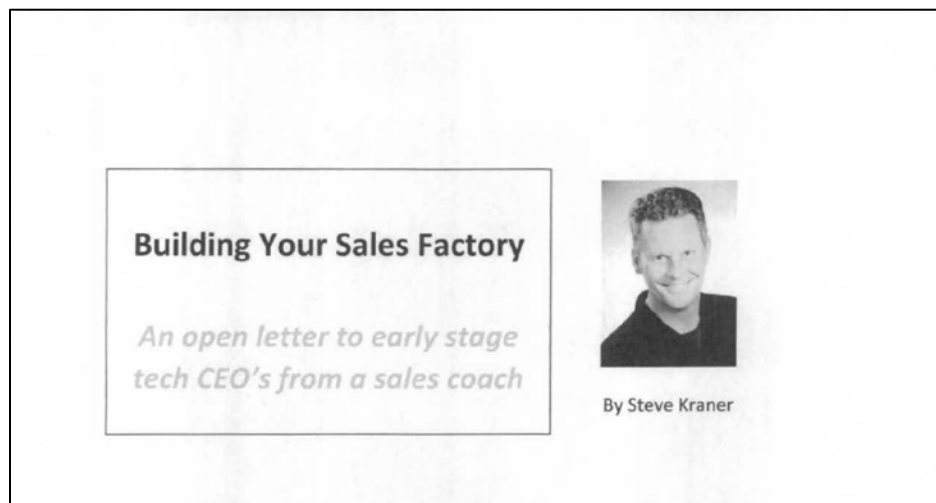 Building Your Sales Factory
An open letter to early stage
tech CEO's from a sales coach
By Steve Kraner